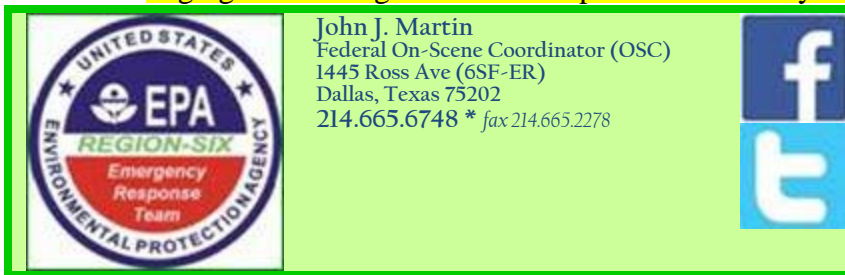 John J. Martin
Federal On-Scene Coordinator (OSC)
1445 Ross Ave (6SF-ER)
Dallas, Texas 75202
214.665.6748 * fax 214.665.2278
UNITED STATES
EPA
REGION-SIX
Emergency
Response
Team
ENVIRONMENTAL PROTECTION AGENCY
f
t